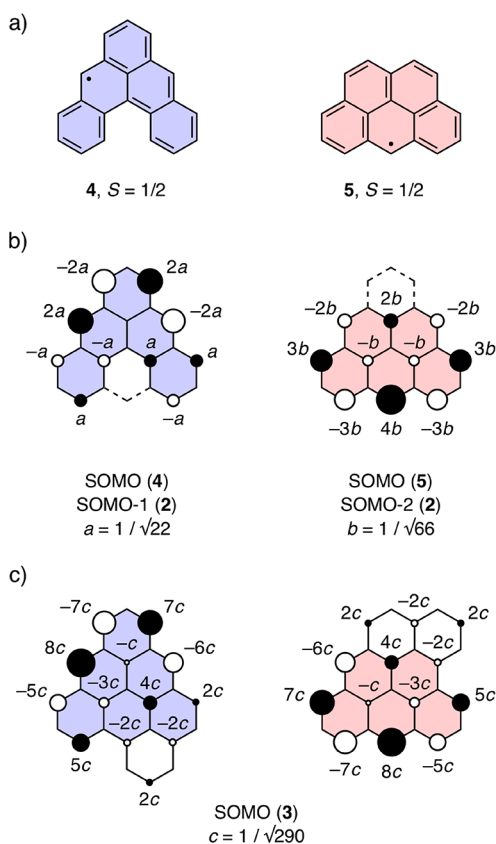 a)
4, S = 1/2
5, S = 1/2
b)
−2a
2a
2a
−2a
−a
−a
a
a
a
−a
2b
−2b
−2b
−b
−b
3b
3b
−3b
4b
−3b
SOMO (4)
SOMO-1 (2)
a = 1 / √22
SOMO (5)
SOMO-2 (2)
b = 1 / √66
c)
−7c
7c
8c
−c
−6c
−5c
−3c
4c
2c
−2c
−2c
5c
2c
−2c
2c
2c
−6c
4c
−2c
7c
−c
−3c
5c
−7c
8c
−5c
SOMO (3)
c = 1 / √290